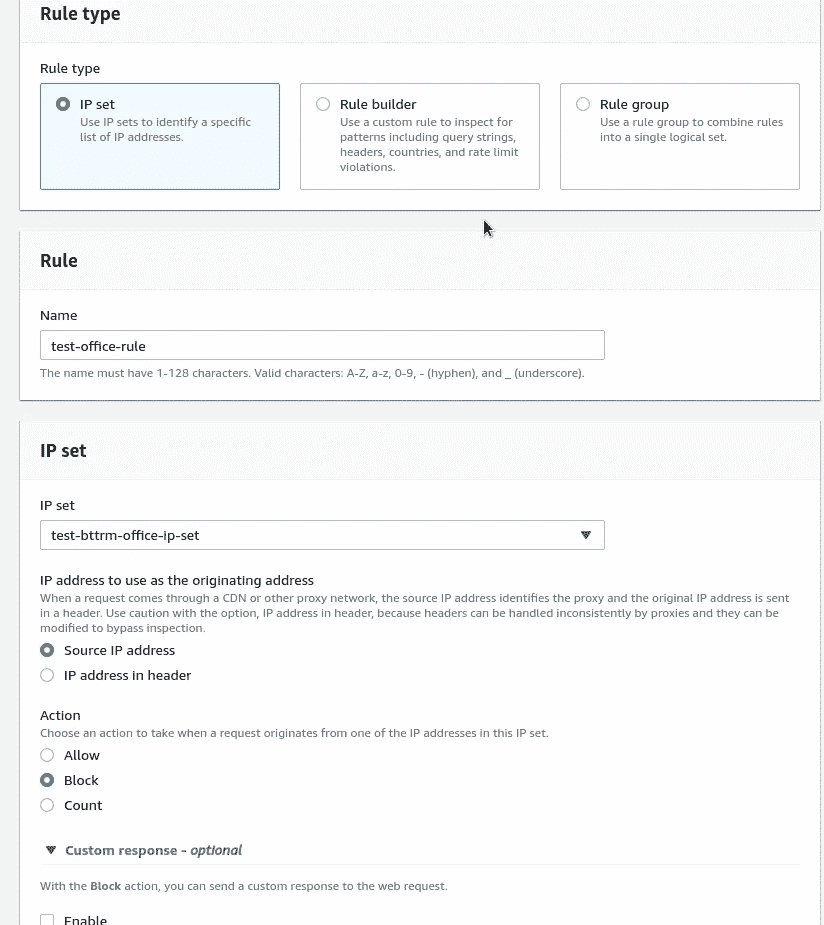 Rule type
Rule type
IP set
Use IP sets to identify a specific
list of IP addresses.
Rule builder
Use a custom rule to inspect for
patterns including query strings,
headers, countries, and rate limit
violations.
Rule group
Use a rule group to combine rules
into a single logical set.
Rule
Name
test-office-rule
The name must have 1-128 characters. Valid characters: A-Z, a-z, 0-9, - (hyphen), and _ (underscore).
IP set
IP set
test-bttrm-office-ip-set
IP address to use as the originating address
When a request comes through a CDN or other proxy network, the source IP address identifies the proxy and the original IP address is sent
in a header. Use caution with the option, IP address in header, because headers can be handled inconsistently by proxies and they can be
modified to bypass inspection.
Source IP address
IP address in header
Action
Choose an action to take when a request originates from one of the IP addresses in this IP set.
Allow
Block
Count
Custom response - optional
With the Block action, you can send a custom response to the web request.
Enable